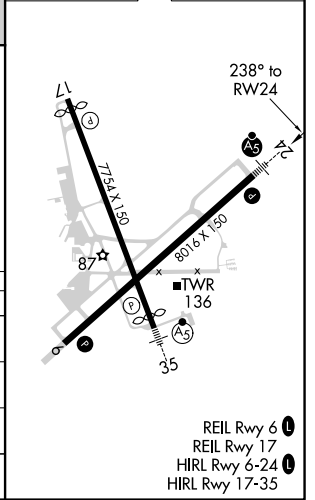 238° to
RW24
17
P
A5
24
7754 X 150
P
8016 X 150
87
TWR
136
P
A5
6
P
35
REIL Rwy 6 L
REIL Rwy 17
HIRL Rwy 6-24 L
HIRL Rwy 17-35